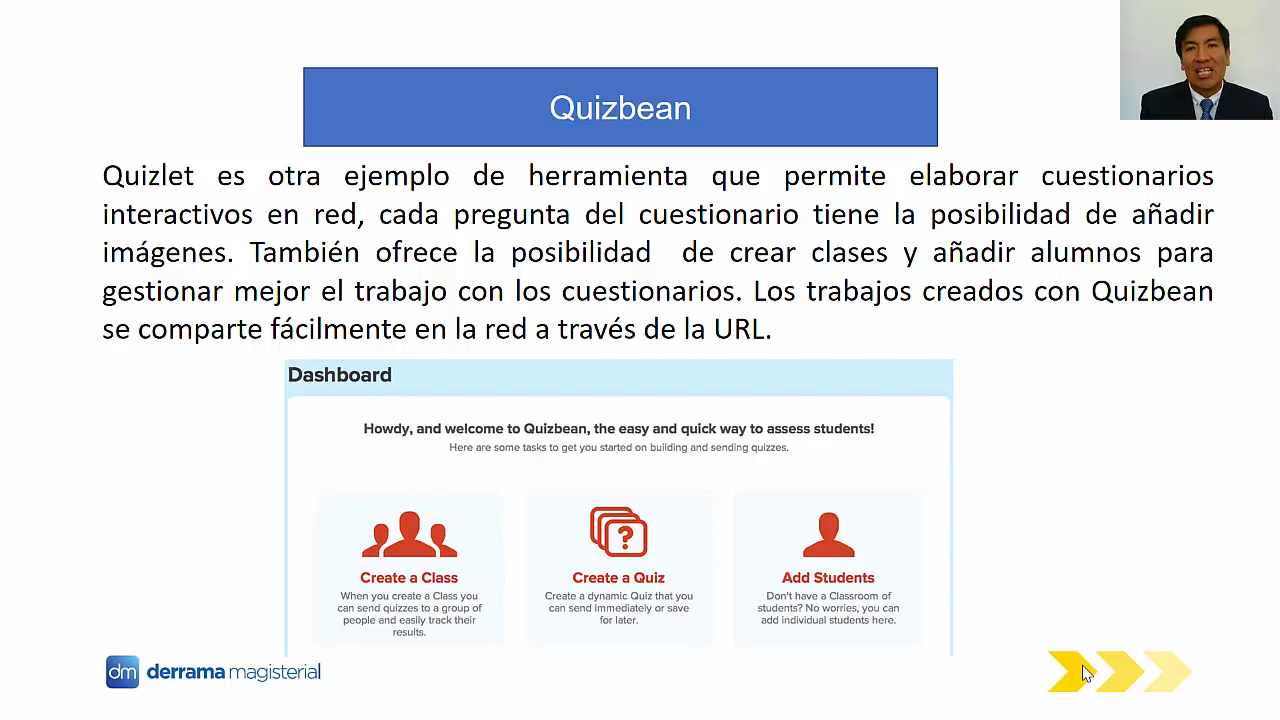 Quizbean
Quizlet es otra ejemplo de herramienta que permite elaborar cuestionarios
interactivos en red, cada pregunta del cuestionario tiene la posibilidad de añadir
imágenes. También ofrece la posibilidad de crear clases y añadir alumnos para
gestionar mejor el trabajo con los cuestionarios. Los trabajos creados con Quizbean
se comparte fácilmente en la red a través de la URL.
Dashboard
Howdy, and welcome to Quizbean, the easy and quick way to assess students!
Here are some tasks to get you started on building and sending quizzes.
?
Create a Class
When you create a Class you
can send quizzes to a group of
people and easily track their
results.
Create a Quiz
Create a dynamic Quiz that you
can send immediately or save
for later.
Add Students
Don't have a Classroom of
students? No worries, you can
add individual students here.
dm derrama magisterial